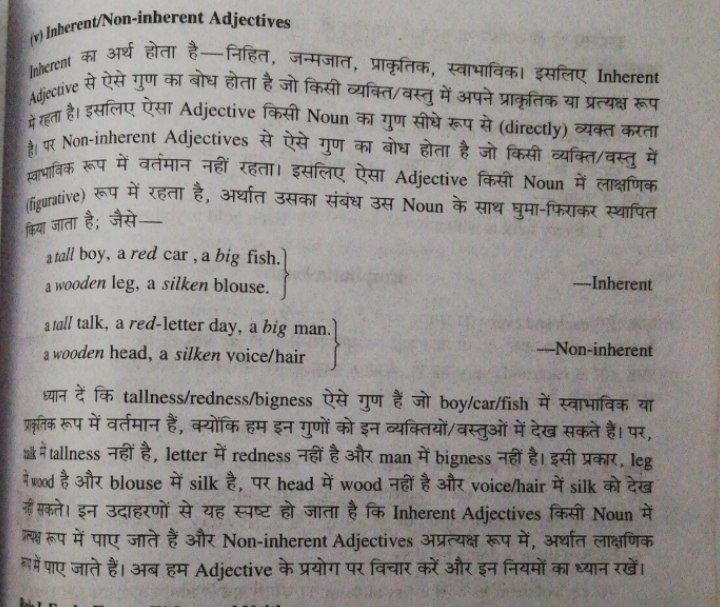 (v) Inherent/Non-inherent Adjectives
Inherent का अर्थ होता है—निहित, जन्मजात, प्राकृतिक, स्वाभाविक। इसलिए Inherent
Adjective से ऐसे गुण का बोध होता है जो किसी व्यक्ति/वस्तु में अपने प्राकृतिक या प्रत्यक्ष रूप
में रहता है। इसलिए ऐसा Adjective किसी Noun का गुण सीधे रूप से (directly) व्यक्त करता
है। पर Non-inherent Adjectives से ऐसे गुण का बोध होता है जो किसी व्यक्ति/वस्तु में
स्वाभाविक रूप में वर्तमान नहीं रहता। इसलिए ऐसा Adjective किसी Noun में लाक्षणिक
(figurative) रूप में रहता है, अर्थात उसका संबंध उस Noun के साथ घुमा-फिराकर स्थापित
किया जाता है; जैसे—
a tall boy, a red car , a big fish.
a wooden leg, a silken blouse. —Inherent
a tall talk, a red-letter day, a big man.
a wooden head, a silken voice/hair —Non-inherent
ध्यान दें कि tallness/redness/bigness ऐसे गुण हैं जो boy/car/fish में स्वाभाविक या
प्राकृतिक रूप में वर्तमान हैं, क्योंकि हम इन गुणों को इन व्यक्तियों/वस्तुओं में देख सकते हैं। पर,
talk में tallness नहीं है, letter में redness नहीं है और man में bigness नहीं है। इसी प्रकार, leg
में wood है और blouse में silk है, पर head में wood नहीं है और voice/hair में silk को देख
नहीं सकते। इन उदाहरणों से यह स्पष्ट हो जाता है कि Inherent Adjectives किसी Noun में
प्रत्यक्ष रूप में पाए जाते हैं और Non-inherent Adjectives अप्रत्यक्ष रूप में, अर्थात लाक्षणिक
रूप में पाए जाते हैं। अब हम Adjective के प्रयोग पर विचार करें और इन नियमों का ध्यान रखें।